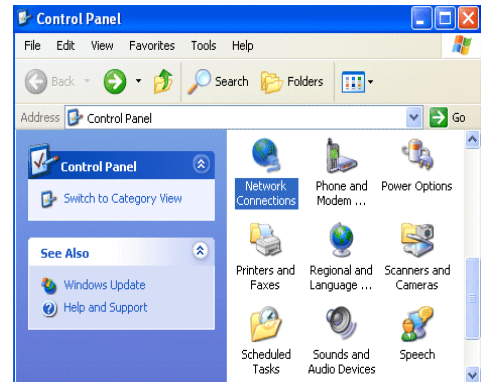 Control Panel
File Edit View Favorites Tools Help
Back Search Folders
Address Control Panel Go
Control Panel
Switch to Category View
See Also
Windows Update
Help and Support
Network Connections
Phone and Modem ...
Power Options
Printers and Faxes
Regional and Language ...
Scanners and Cameras
Scheduled Tasks
Sounds and Audio Devices
Speech